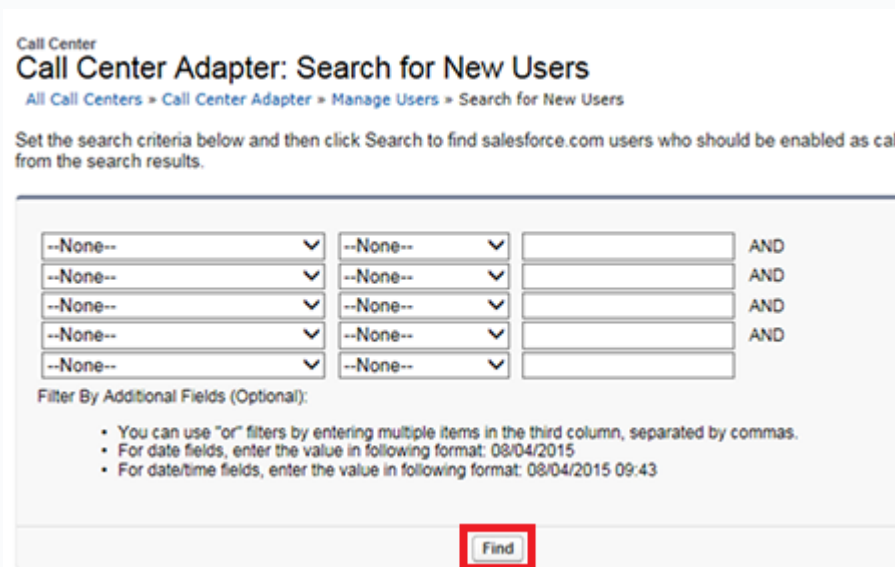 Call Center
Call Center Adapter: Search for New Users
All Call Centers » Call Center Adapter » Manage Users » Search for New Users
Set the search criteria below and then click Search to find salesforce.com users who should be enabled as cal
from the search results.
--None-- --None-- AND
--None-- --None-- AND
--None-- --None-- AND
--None-- --None-- AND
--None-- --None--
Filter By Additional Fields (Optional):
• You can use "or" filters by entering multiple items in the third column, separated by commas.
• For date fields, enter the value in following format: 08/04/2015
• For date/time fields, enter the value in following format: 08/04/2015 09:43
Find